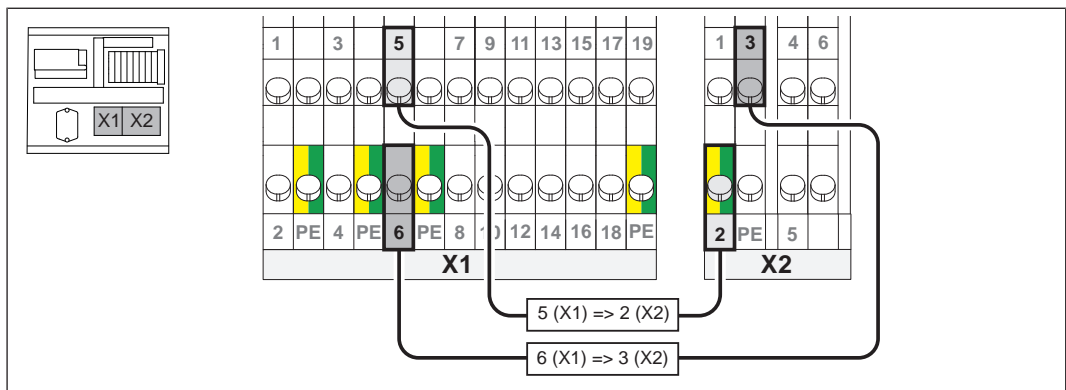 X1 X2
1 3 5 7 9 11 13 15 17 19
1 3 4 6
2 PE 4 PE 6 PE 8 10 12 14 16 18 PE
2 PE 5
X1
X2
5 (X1) => 2 (X2)
6 (X1) => 3 (X2)